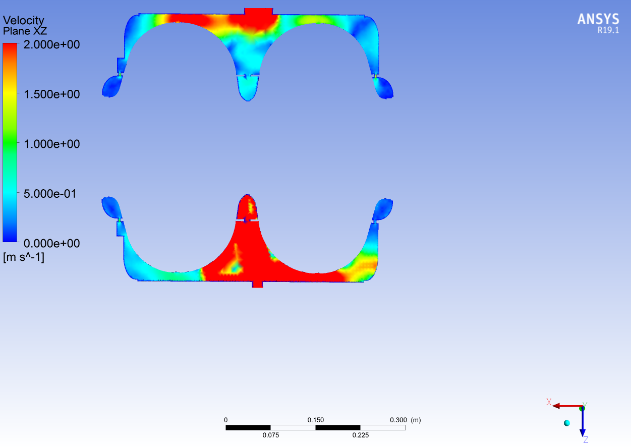 Velocity
Plane XZ
2.000e+00
1.500e+00
1.000e+00
5.000e-01
0.000e+00
[m s^-1]
ANSYS
R19.1
0 0.150 0.300 (m)
0.075 0.225
X
Z